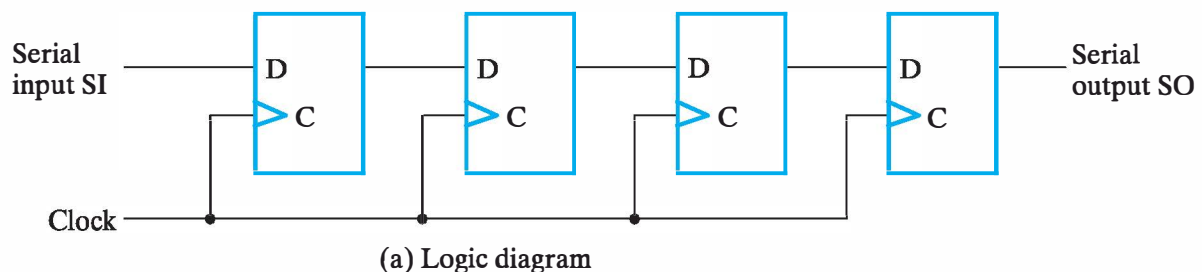 Serial
input SI
D
C
D
C
D
C
D
C
Serial
output SO
Clock
(a) Logic diagram